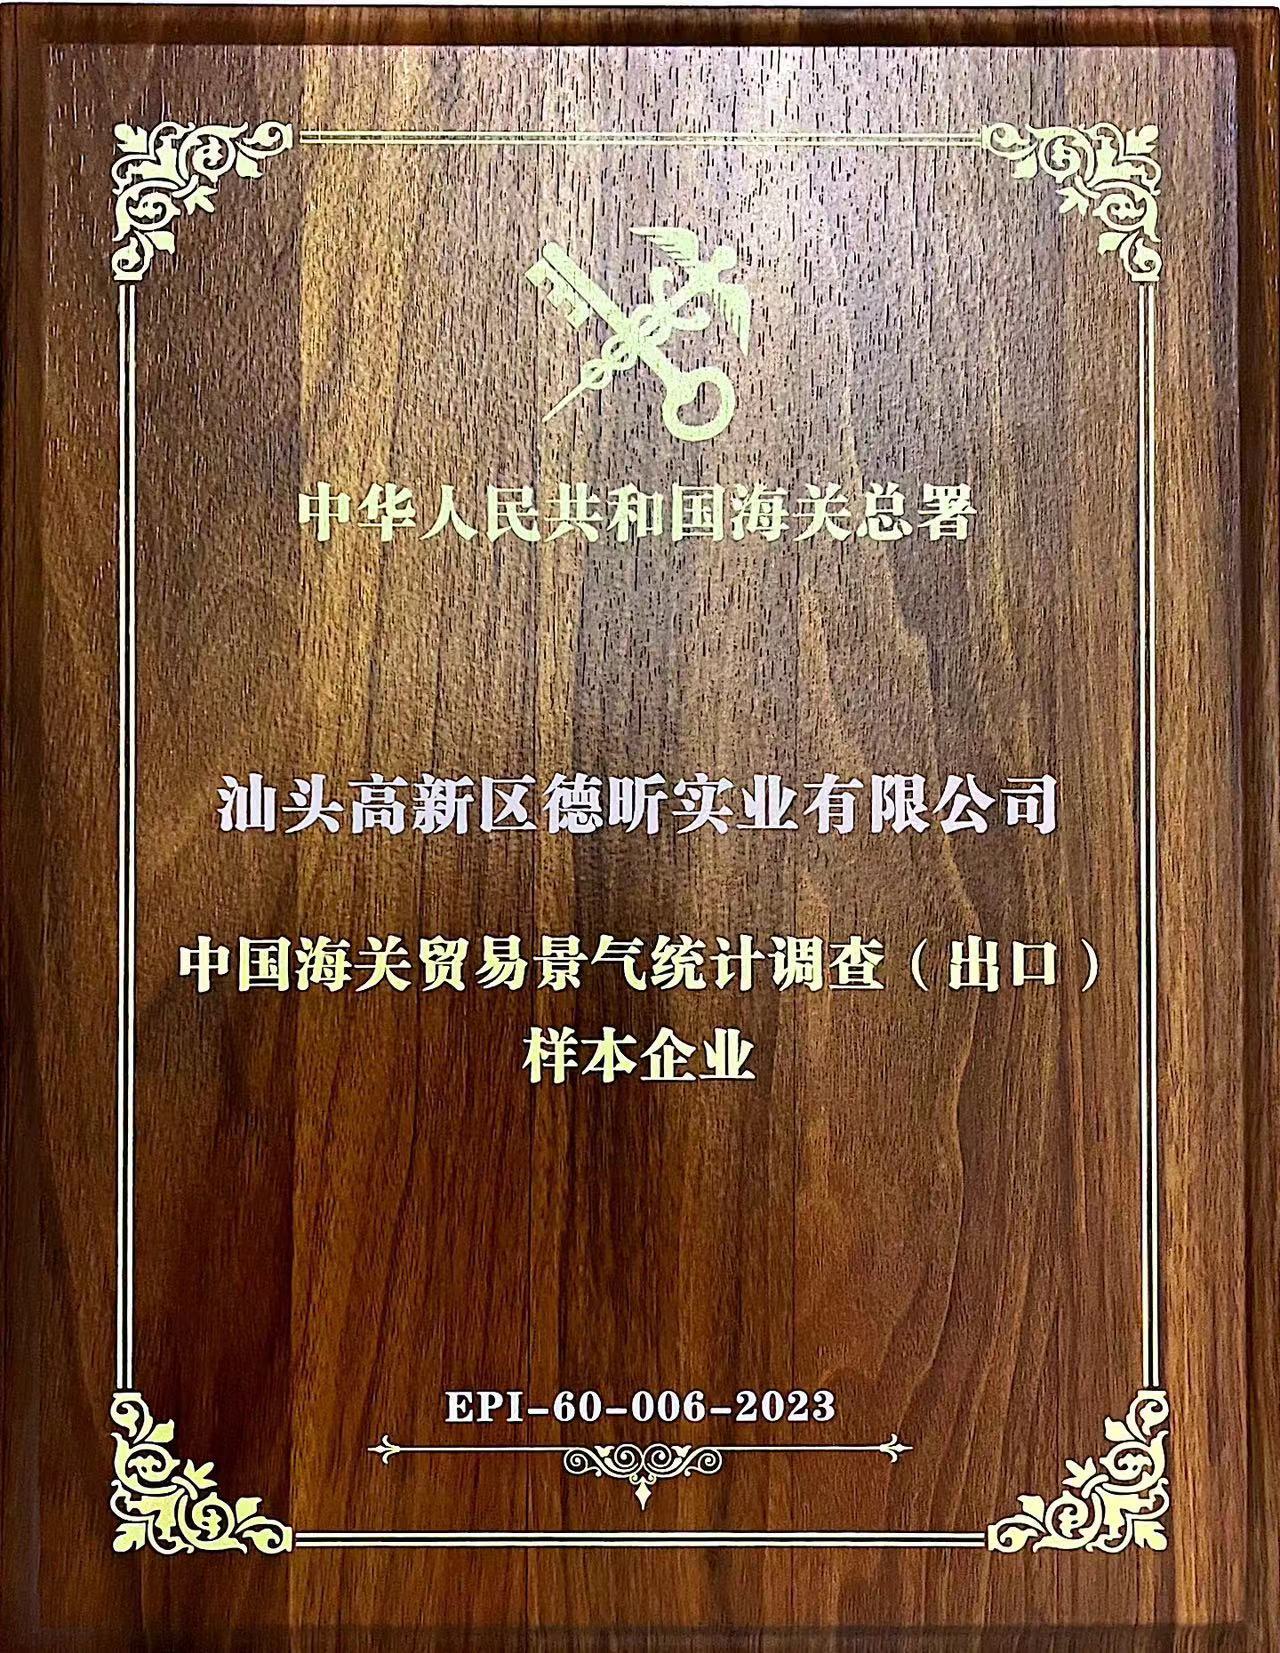 中华人民共和国海关总署
汕头高新区德昕实业有限公司
中国海关贸易景气统计调查（出口）
样本企业
EPI-60-006-2023